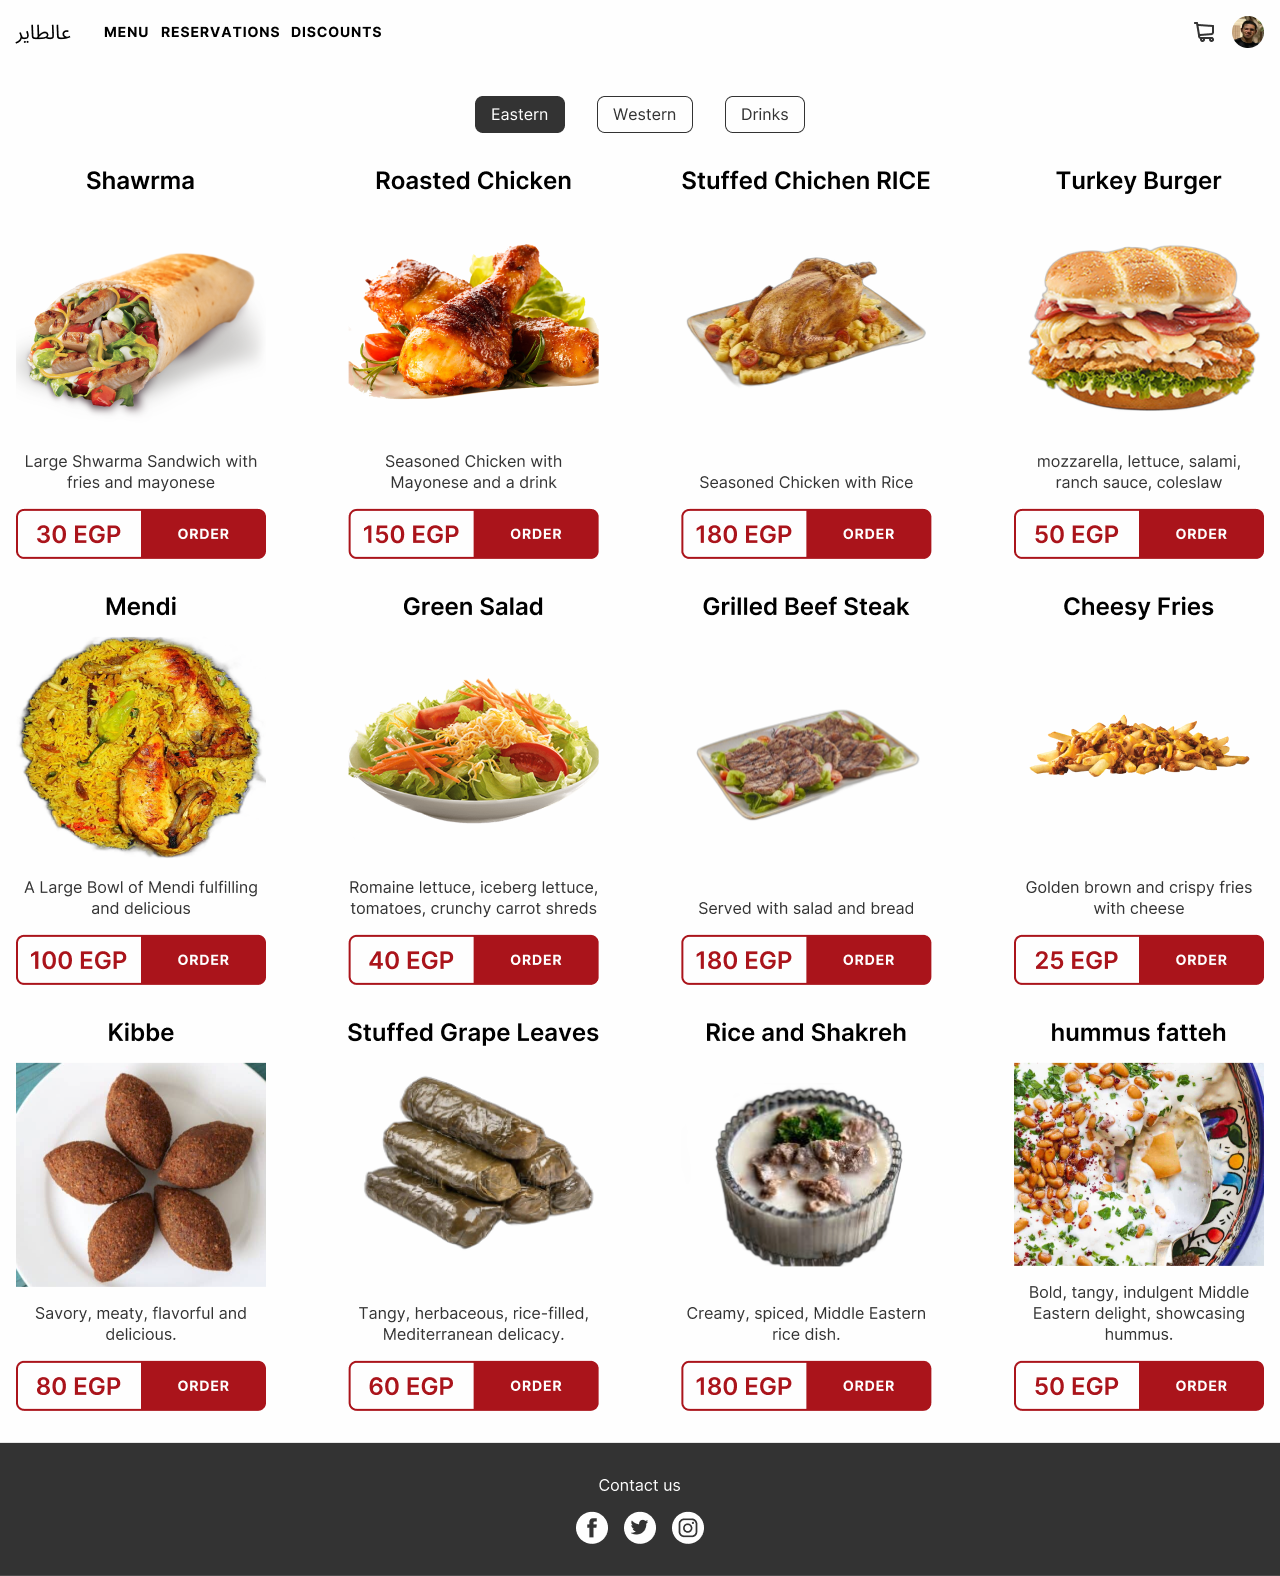 عالطاير
MENU RESERVATIONS DISCOUNTS
Eastern Western Drinks
Shawrma
Large Shwarma Sandwich with
fries and mayonese
30 EGP ORDER
Roasted Chicken
Seasoned Chicken with
Mayonese and a drink
150 EGP ORDER
Stuffed Chichen RICE
Seasoned Chicken with Rice
180 EGP ORDER
Turkey Burger
mozzarella, lettuce, salami,
ranch sauce, coleslaw
50 EGP ORDER
Mendi
A Large Bowl of Mendi fulfilling
and delicious
100 EGP ORDER
Green Salad
Romaine lettuce, iceberg lettuce,
tomatoes, crunchy carrot shreds
40 EGP ORDER
Grilled Beef Steak
Served with salad and bread
180 EGP ORDER
Cheesy Fries
Golden brown and crispy fries
with cheese
25 EGP ORDER
Kibbe
Savory, meaty, flavorful and
delicious.
80 EGP ORDER
Stuffed Grape Leaves
Tangy, herbaceous, rice-filled,
Mediterranean delicacy.
60 EGP ORDER
Rice and Shakreh
Creamy, spiced, Middle Eastern
rice dish.
180 EGP ORDER
hummus fatteh
Bold, tangy, indulgent Middle
Eastern delight, showcasing
hummus.
50 EGP ORDER
Contact us